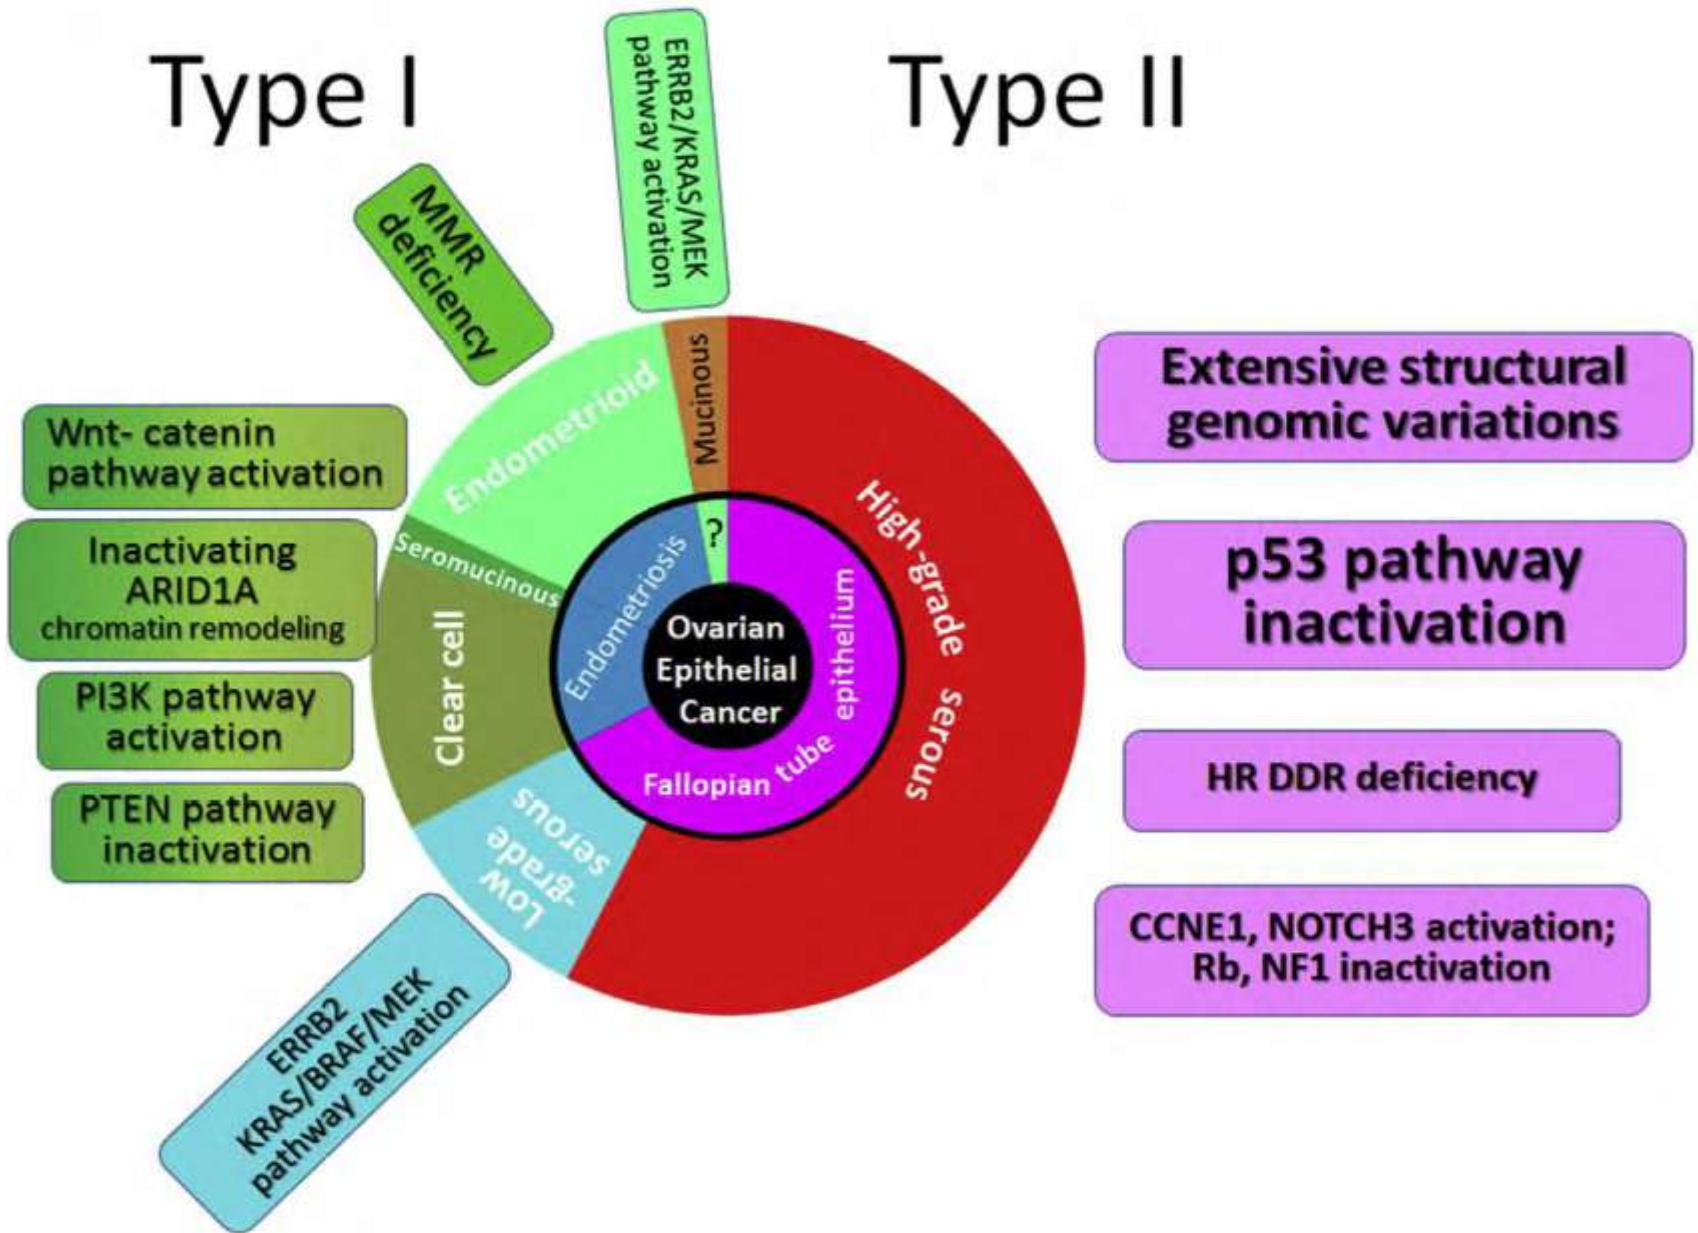 Type I
Type II
ERRB2/KRAS/MEK
pathway activation
MMR
deficiency
Wnt- catenin
pathway activation
Inactivating
ARID1A
chromatin remodeling
PI3K pathway
activation
PTEN pathway
inactivation
ERRB2
KRAS/BRAF/MEK
pathway activation
Mucinous
Endometrioid
Seromucinous
Clear cell
Low
-grade
serous
High-grade serous
?
Endometriosis
Fallopian tube
epithelium
Ovarian
Epithelial
Cancer
Extensive structural
genomic variations
p53 pathway
inactivation
HR DDR deficiency
CCNE1, NOTCH3 activation;
Rb, NF1 inactivation